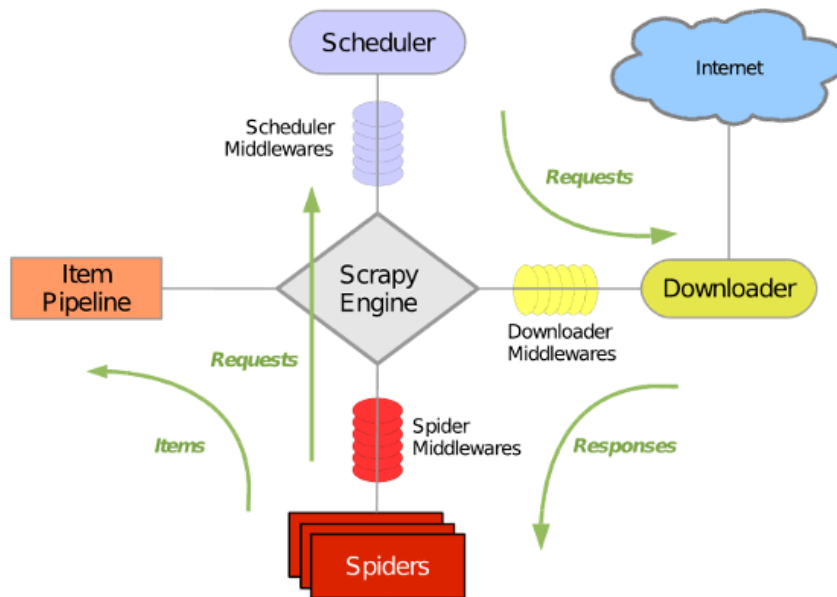 Scheduler
Internet
Scheduler
Middlewares
Requests
Item
Pipeline
Scrapy
Engine
Downloader
Downloader
Middlewares
Requests
Items
Spider
Middlewares
Responses
Spiders